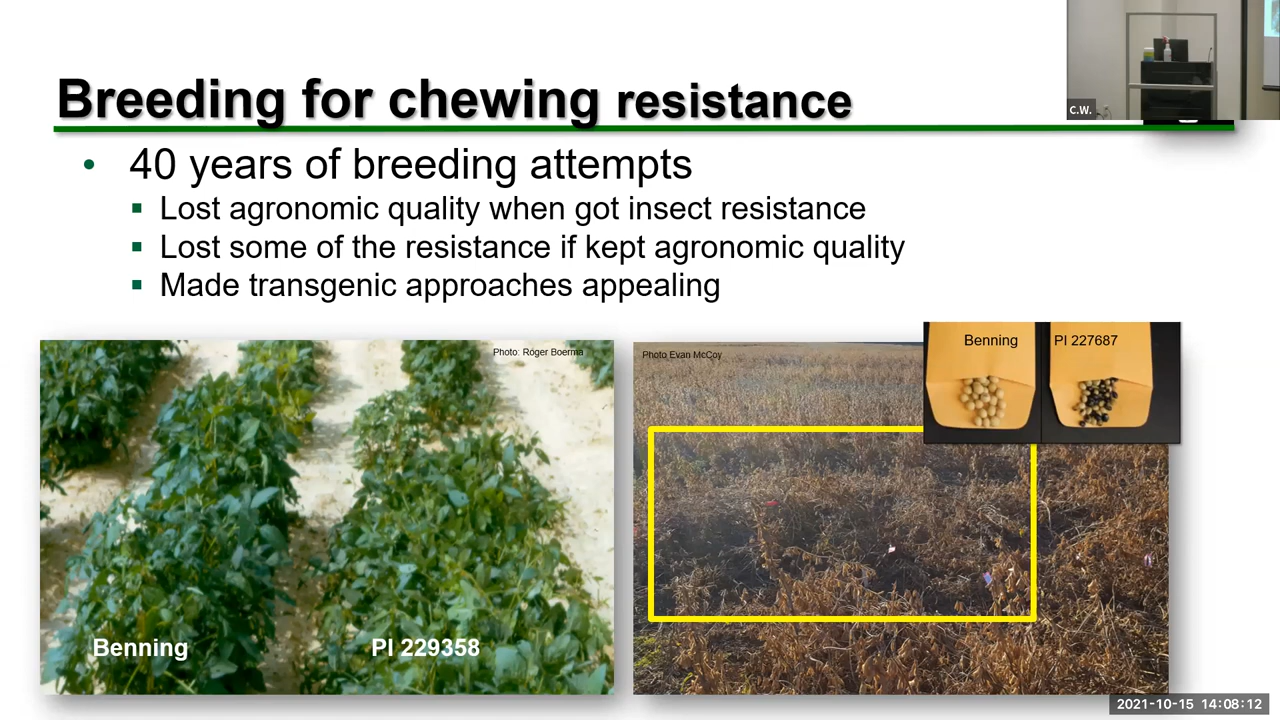 C.W.
Breeding for chewing resistance
• 40 years of breeding attempts
▪ Lost agronomic quality when got insect resistance
▪ Lost some of the resistance if kept agronomic quality
▪ Made transgenic approaches appealing
Photo: Roger Boerma
Benning
PI 229358
Photo Evan McCoy
Benning
PI 227687
2021-10-15 14:08:12